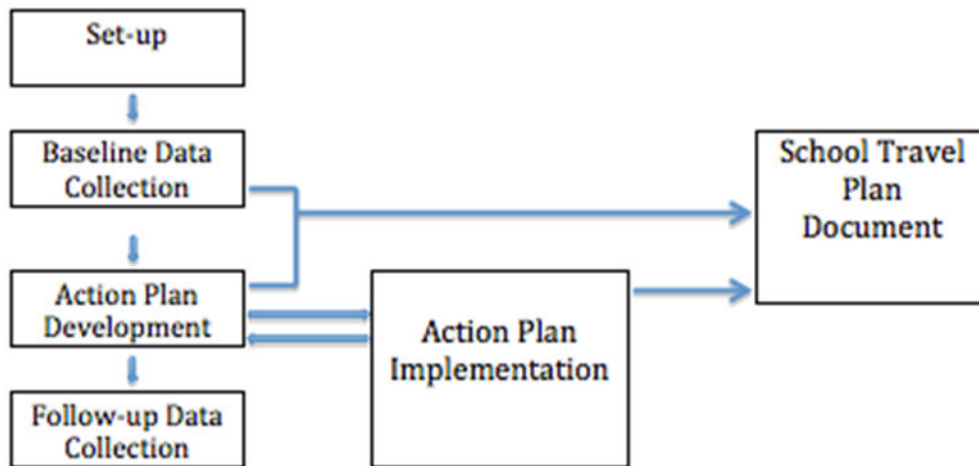 Set-up
Baseline Data
Collection
Action Plan
Development
Follow-up Data
Collection
Action Plan
Implementation
School Travel
Plan
Document